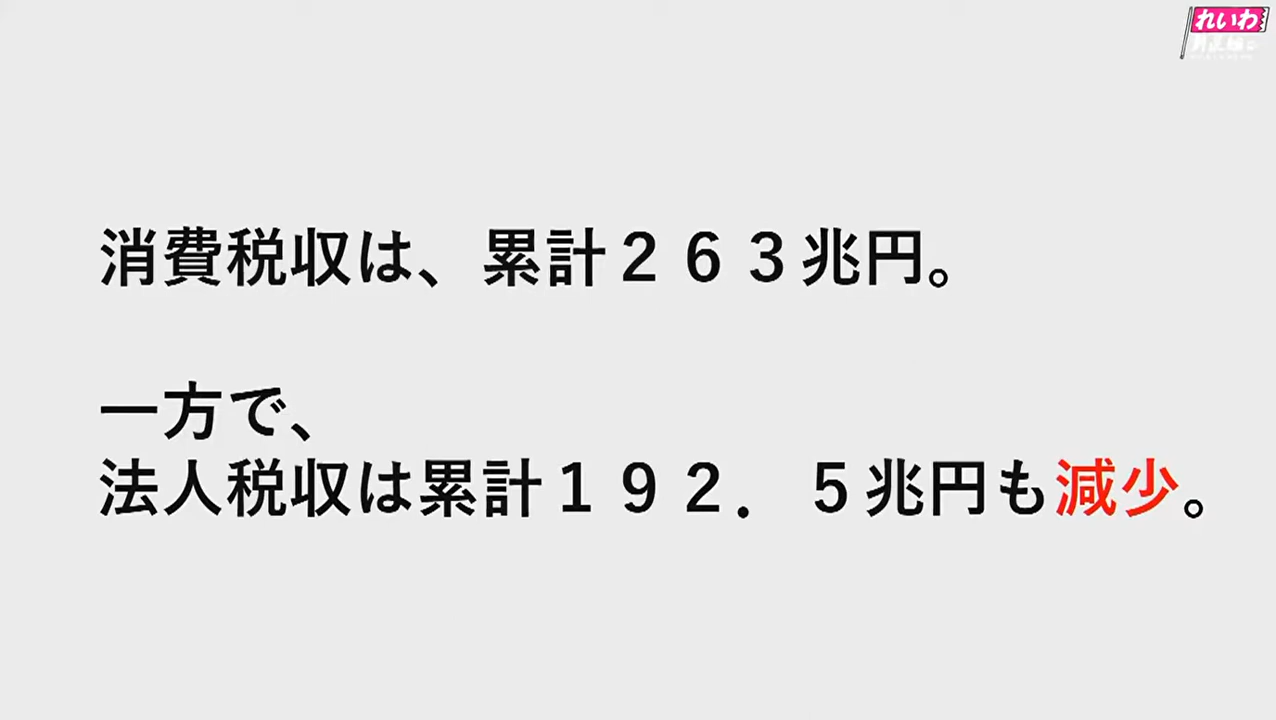 れいわ
消費税収は、累計２６３兆円。
一方で、
法人税収は累計１９２．５兆円も減少。